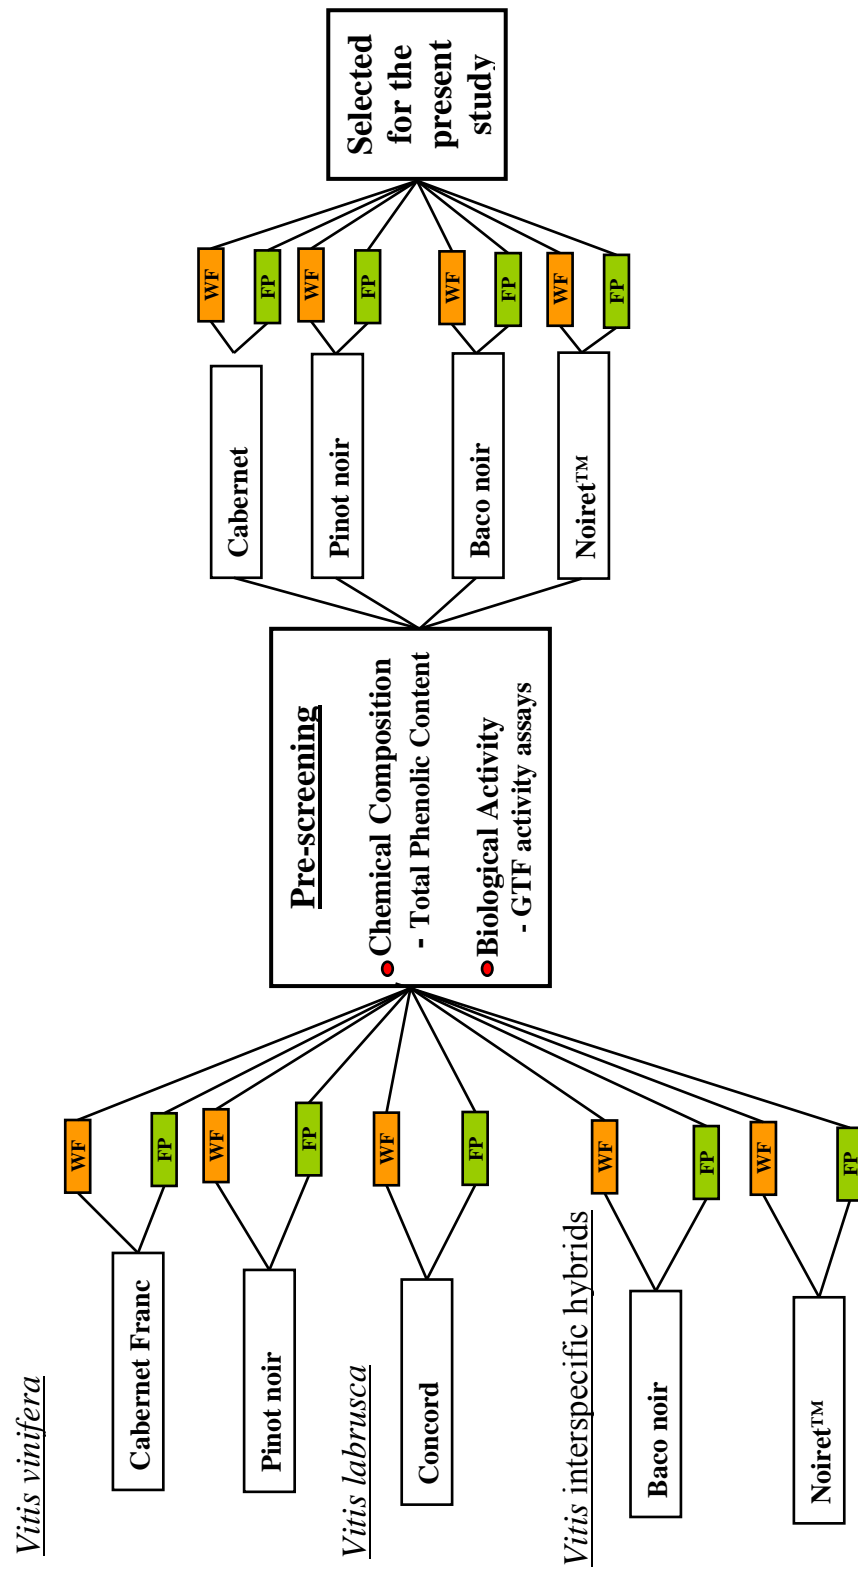 Vitis vinifera
Cabernet Franc
WF
FP
Pinot noir
WF
FP
Vitis labrusca
Concord
WF
FP
Vitis interspecific hybrids
Baco noir
WF
FP
Noiret™
WF
FP
Pre-screening
Chemical Composition
- Total Phenolic Content
Biological Activity
- GTF activity assays
Cabernet
WF
FP
Pinot noir
WF
FP
Baco noir
WF
FP
Noiret™
WF
FP
Selected
for the
present
study